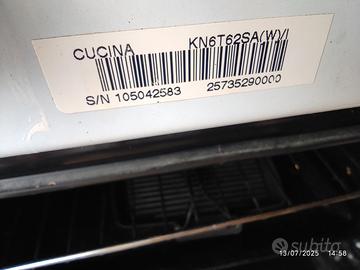 CUCINA KN6T62SA(W)/I
S/N 105042583 25735290000
subito
13/07/2025 14:58